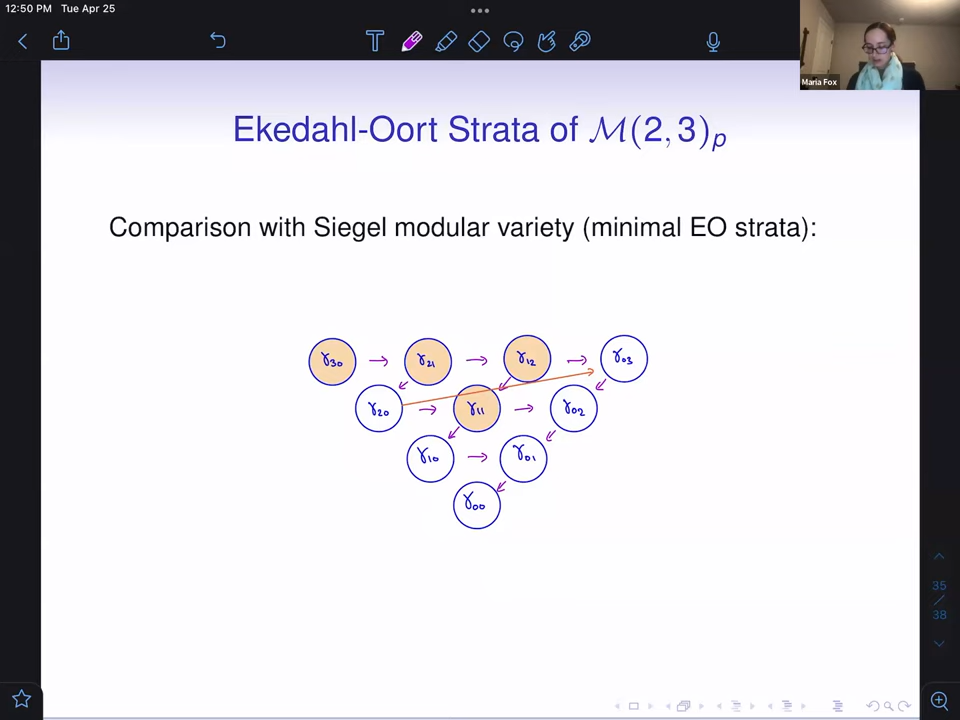 12:50 PM Tue Apr 25
Maria Fox
Ekedahl-Oort Strata of ℳ(2, 3)ₚ
Comparison with Siegel modular variety (minimal EO strata):
γ₃₀ → γ₂₁ → γ₁₂ → γ₀₃
γ₂₀ → γ₁₁ → γ₀₂
γ₁₀ → γ₀₁
γ₀₀
35
/
38